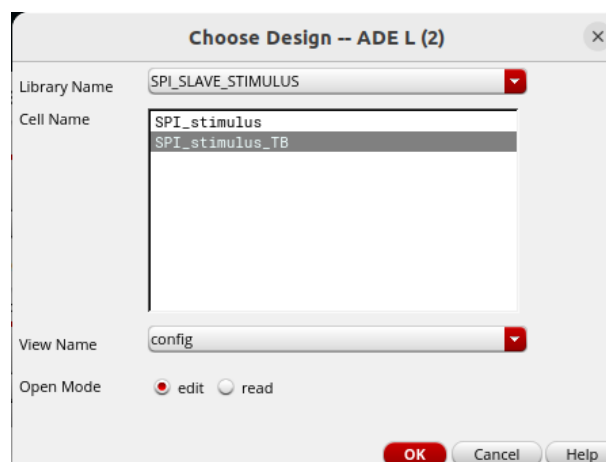 Choose Design -- ADE L (2)
Library Name SPI_SLAVE_STIMULUS
Cell Name
SPI_stimulus
SPI_stimulus_TB
View Name config
Open Mode edit read
OK Cancel Help